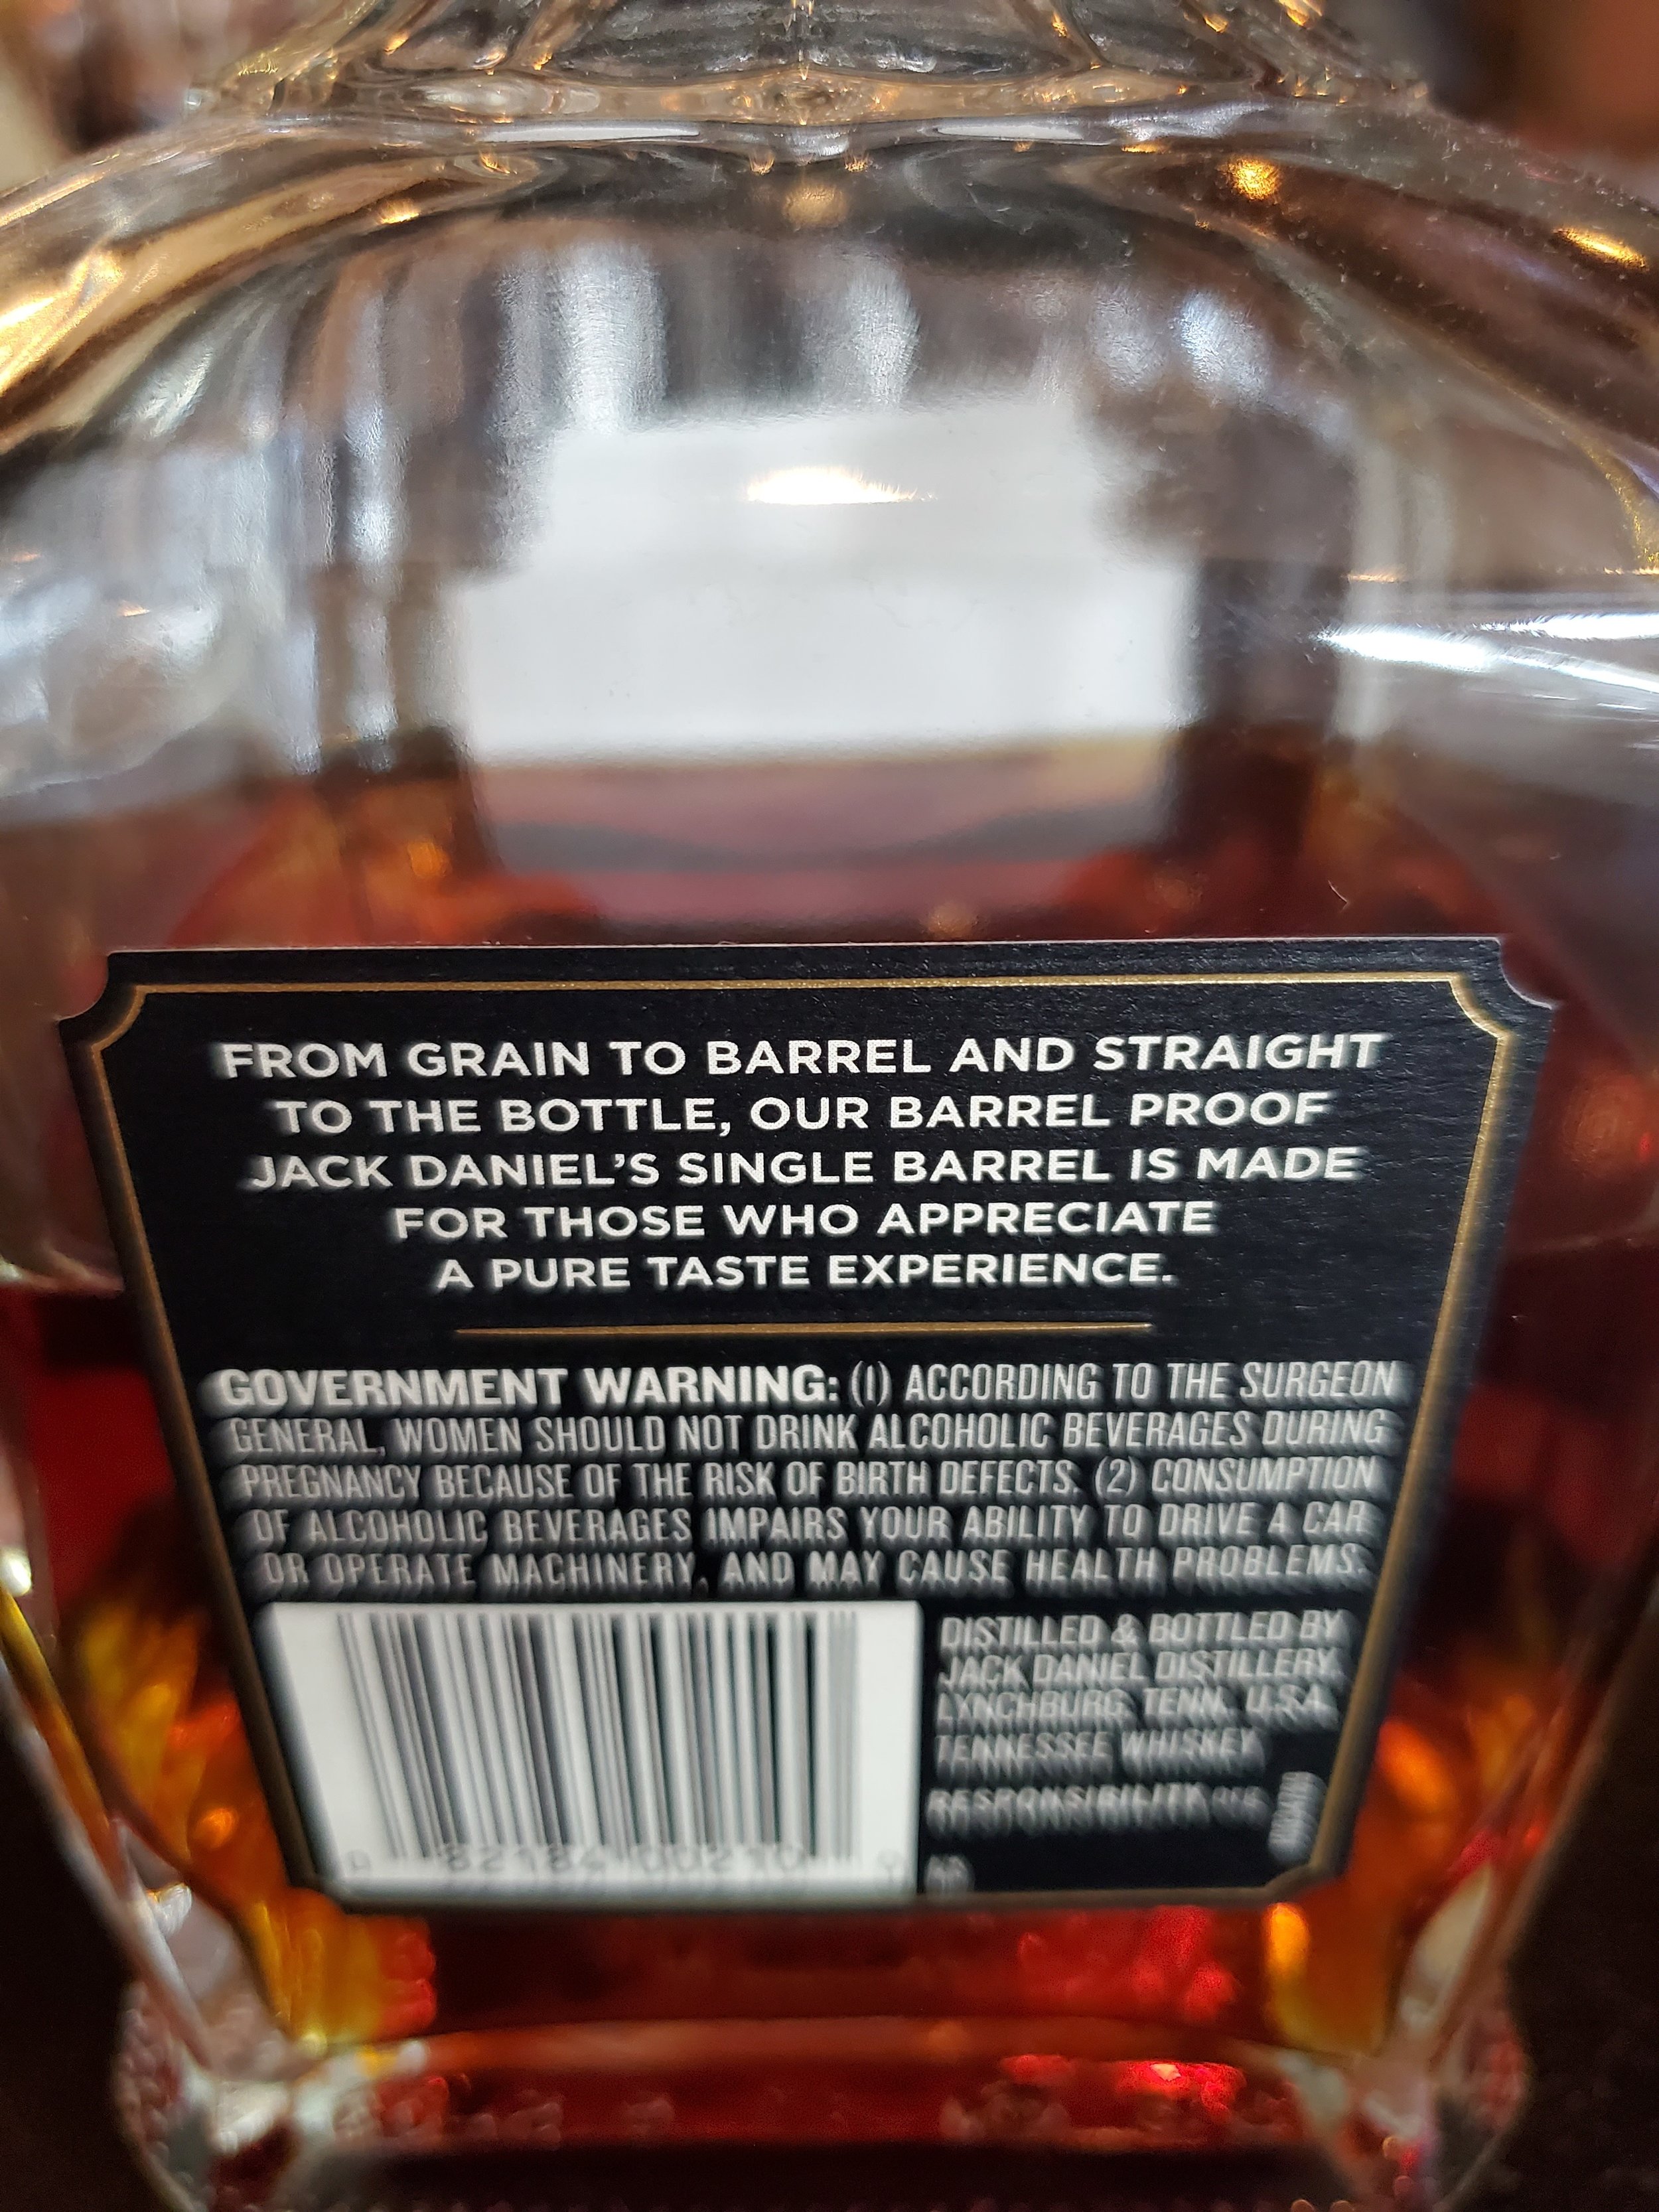 FROM GRAIN TO BARREL AND STRAIGHT
TO THE BOTTLE, OUR BARREL PROOF
JACK DANIEL'S SINGLE BARREL IS MADE
FOR THOSE WHO APPRECIATE
A PURE TASTE EXPERIENCE.
GOVERNMENT WARNING: (1) ACCORDING TO THE SURGEON
GENERAL, WOMEN SHOULD NOT DRINK ALCOHOLIC BEVERAGES DURING
PREGNANCY BECAUSE OF THE RISK OF BIRTH DEFECTS. (2) CONSUMPTION
OF ALCOHOLIC BEVERAGES IMPAIRS YOUR ABILITY TO DRIVE A CAR
OR OPERATE MACHINERY, AND MAY CAUSE HEALTH PROBLEMS.
DISTILLED & BOTTLED BY
JACK DANIEL DISTILLERY,
LYNCHBURG, TENN., U.S.A.
TENNESSEE WHISKEY
RESPONSIBILITY.org
82184 00210